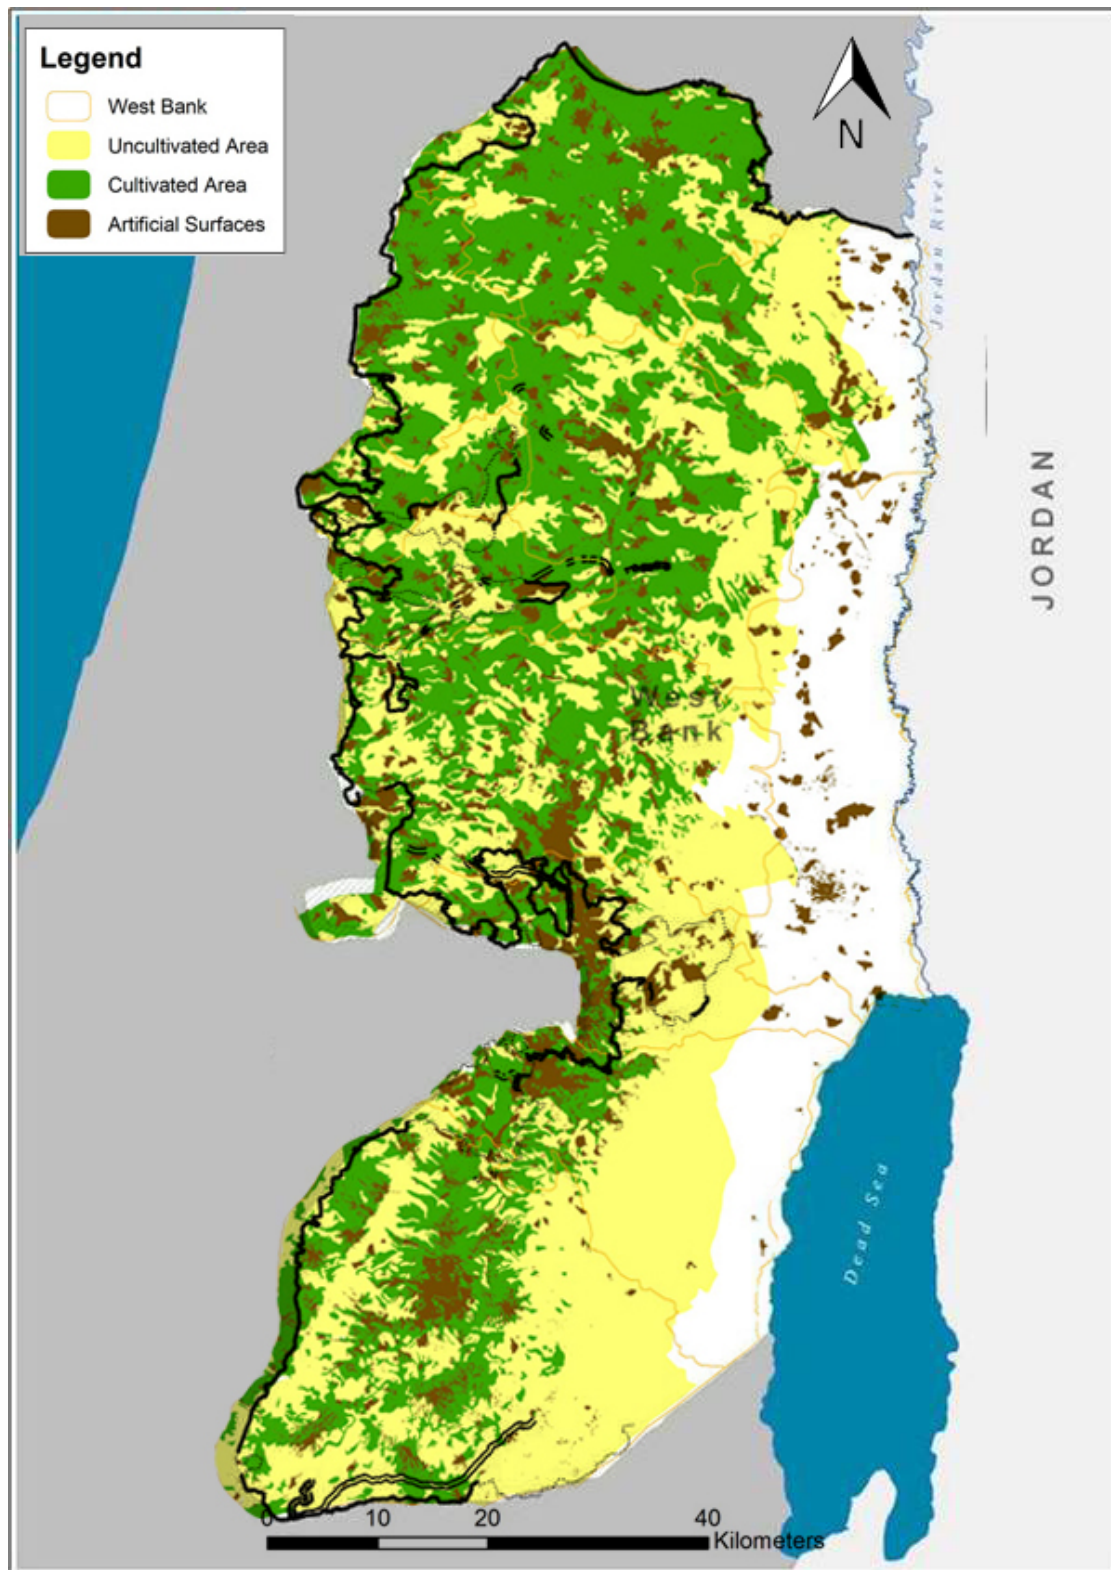 Legend
West Bank
Uncultivated Area
Cultivated Area
Artificial Surfaces
N
Jordan River
JORDAN
West
Bank
Dead Sea
0 10 20 40
Kilometers